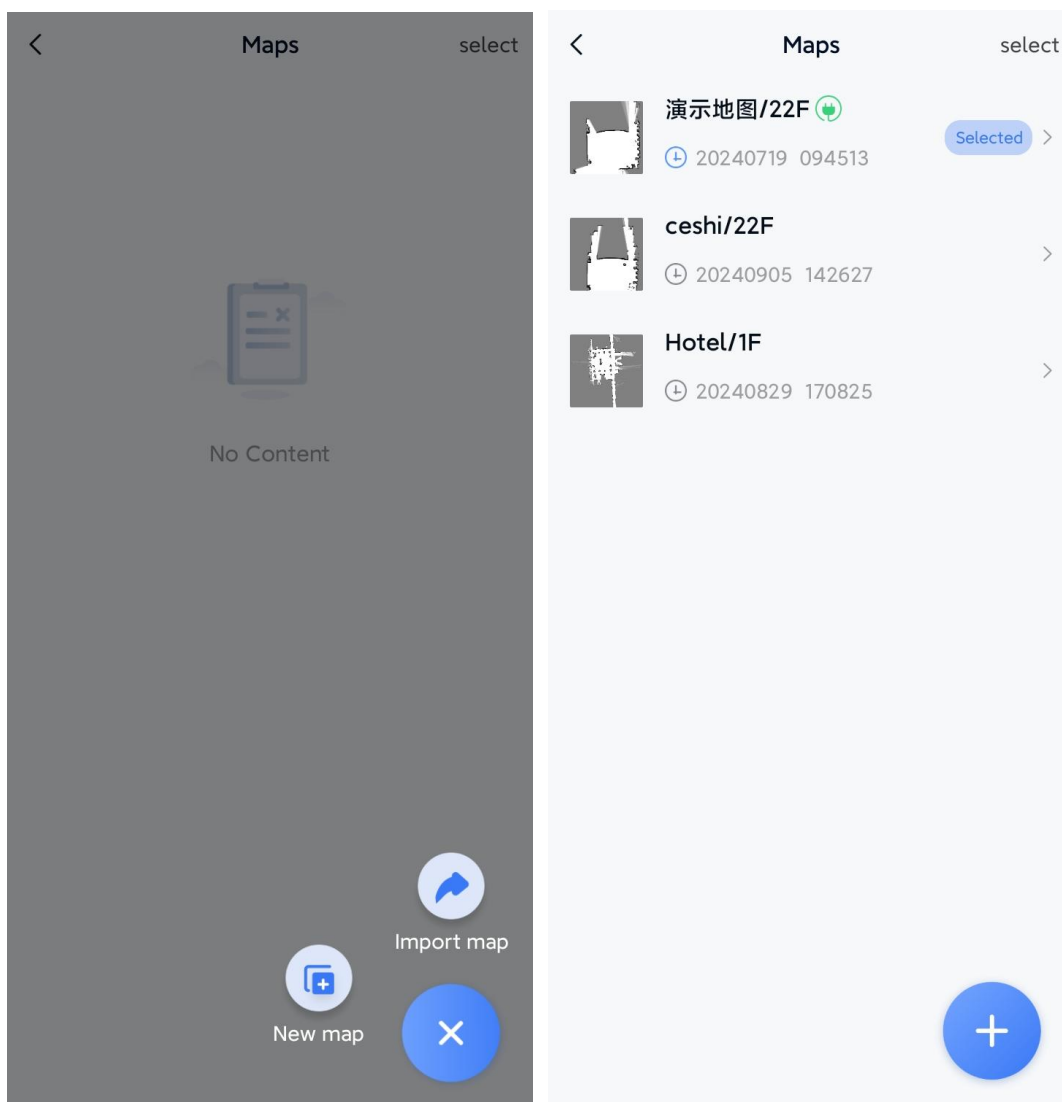 Maps
select
No Content
Import map
New map
Maps
select
演示地图/22F
20240719 094513
Selected
ceshi/22F
20240905 142627
Hotel/1F
20240829 170825